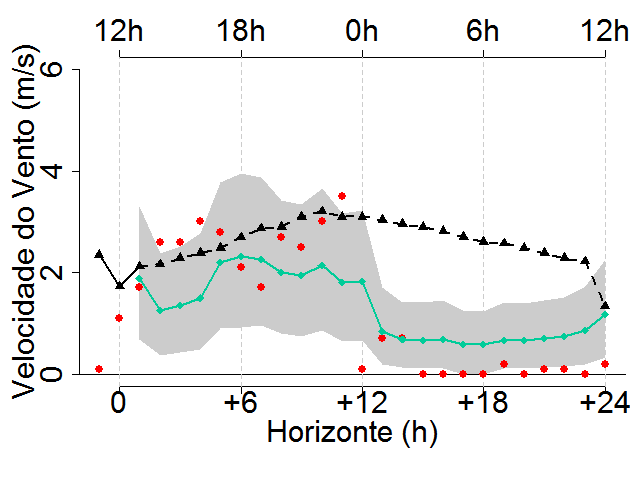 12h 18h 0h 6h 12h
Velocidade do Vento (m/s)
6
4
2
0
0 +6 +12 +18 +24
Horizonte (h)